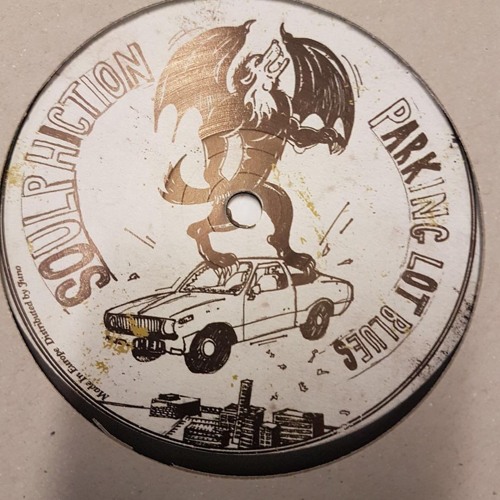 SOULPHICTION
PARKING LOT BLUES
Made In Europe Distributed by Juno